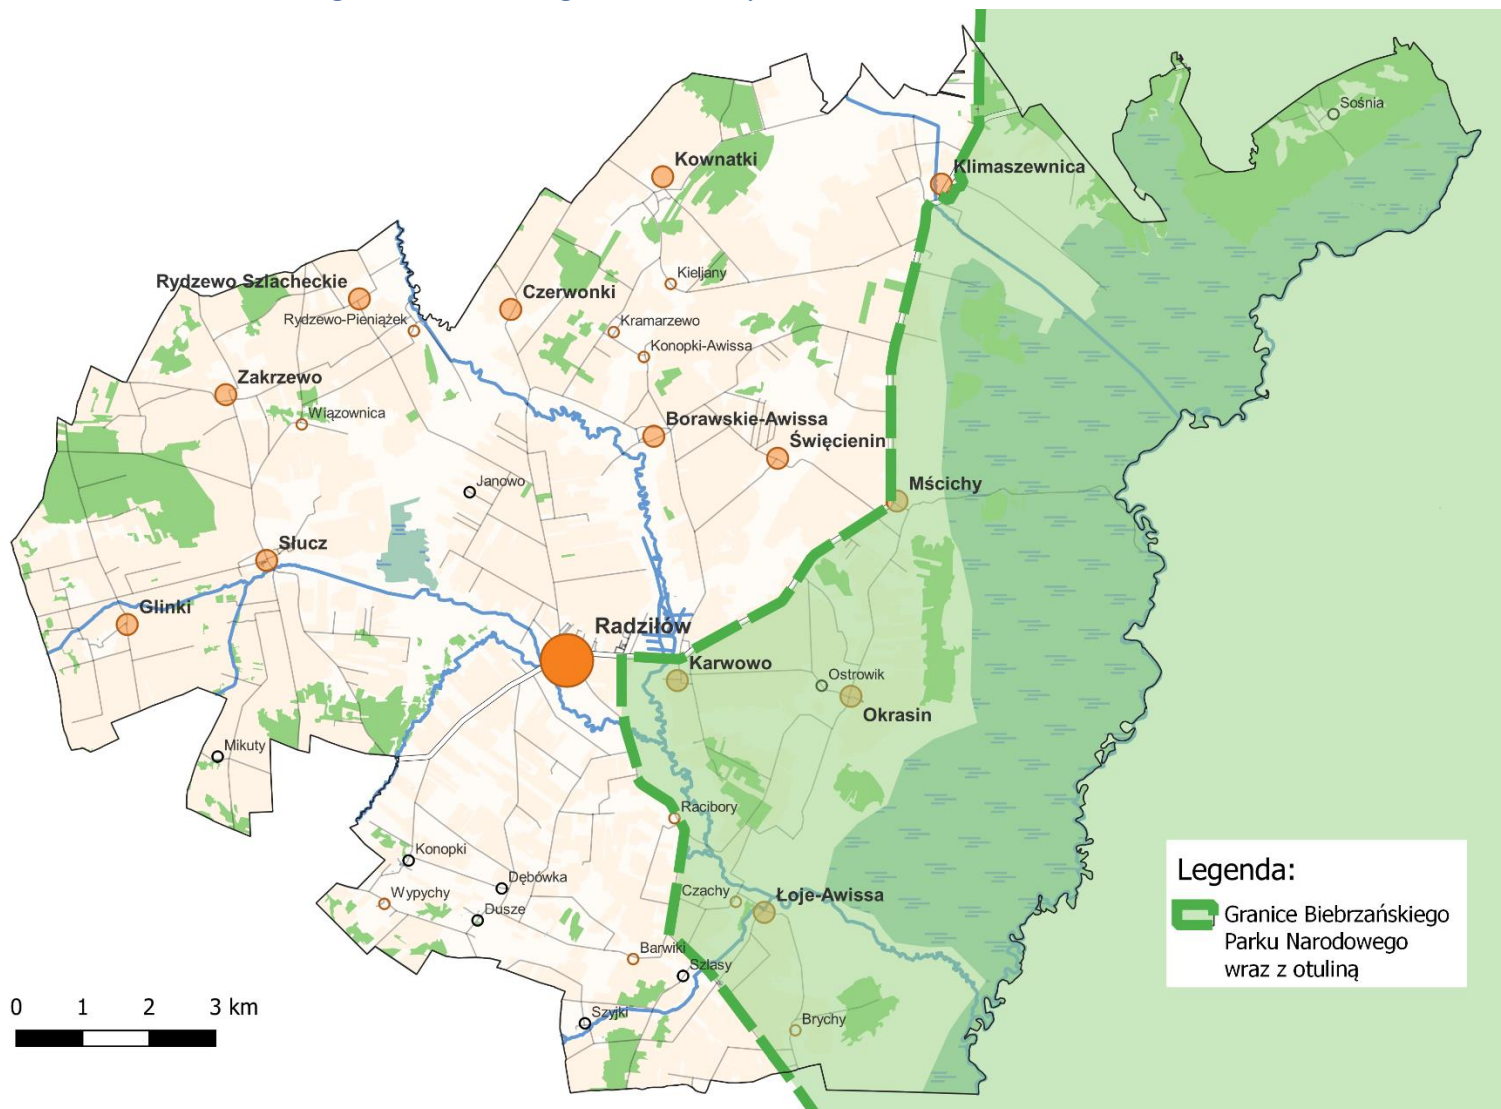 Sośnia
Kownatki
Klimaszewnica
Kieljany
Rydzewo Szlacheckie
Czerwonki
Rydzewo-Pieniążek
Kramarzewo
Konopki-Awissa
Zakrzewo
Wiązownica
Borawskie-Awissa
Święcienin
Janowo
Mścichy
Słucz
Glinki
Radziłów
Karwowo
Ostrowik
Okrasin
Mikuty
Racibory
Konopki
Dębówka
Wypychy
Czachy
Łoje-Awissa
Dusze
Barwiki
Szlasy
Szyjki
Brychy
Legenda:
Granice Biebrzańskiego
Parku Narodowego
wraz z otuliną
0 1 2 3 km